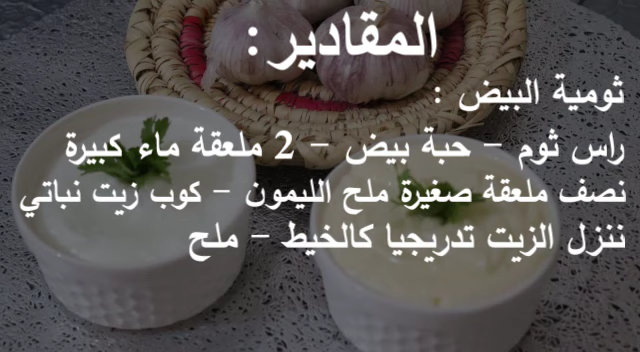 المقادير :
ثومية البيض :
راس ثوم – حبة بيض – 2 ملعقة ماء كبيرة
نصف ملعقة صغيرة ملح الليمون – كوب زيت نباتي
ننزل الزيت تدريجيا كالخيط – ملح